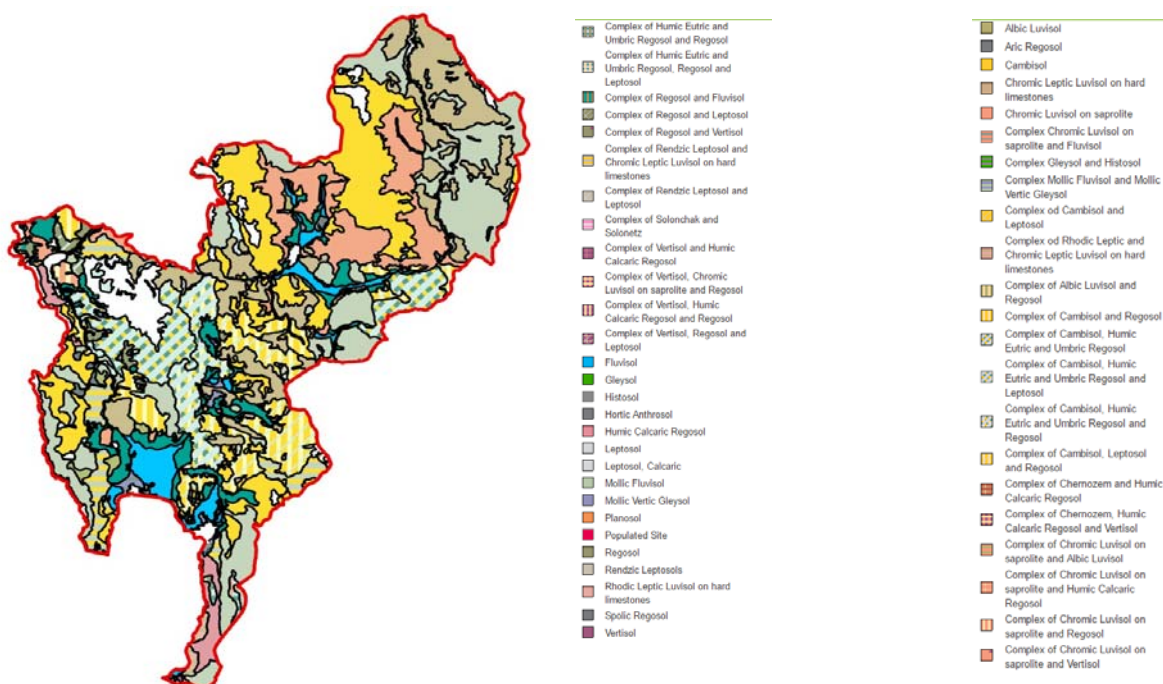 Complex of Humic Eutric and
Umbric Regosol and Regosol
Complex of Humic Eutric and
Umbric Regosol, Regosol and
Leptosol
Complex of Regosol and Fluvisol
Complex of Regosol and Leptosol
Complex of Regosol and Vertisol
Complex of Rendzic Leptosol and
Chromic Leptic Luvisol on hard
limestones
Complex of Rendzic Leptosol and
Leptosol
Complex of Solonchak and
Solonetz
Complex of Vertisol and Humic
Calcaric Regosol
Complex of Vertisol, Chromic
Luvisol on saprolite and Regosol
Complex of Vertisol, Humic
Calcaric Regosol and Regosol
Complex of Vertisol, Regosol and
Leptosol
Fluvisol
Gleysol
Histosol
Hortic Anthrosol
Humic Calcaric Regosol
Leptosol
Leptosol, Calcaric
Mollic Fluvisol
Mollic Vertic Gleysol
Planosol
Populated Site
Regosol
Rendzic Leptosols
Rhodic Leptic Luvisol on hard
limestones
Spolic Regosol
Vertisol
Albic Luvisol
Aric Regosol
Cambisol
Chromic Leptic Luvisol on hard
limestones
Chromic Luvisol on saprolite
Complex Chromic Luvisol on
saprolite and Fluvisol
Complex Gleysol and Histosol
Complex Mollic Fluvisol and Mollic
Vertic Gleysol
Complex od Cambisol and
Leptosol
Complex od Rhodic Leptic and
Chromic Leptic Luvisol on hard
limestones
Complex of Albic Luvisol and
Regosol
Complex of Cambisol and Regosol
Complex of Cambisol, Humic
Eutric and Umbric Regosol
Complex of Cambisol, Humic
Eutric and Umbric Regosol and
Leptosol
Complex of Cambisol, Humic
Eutric and Umbric Regosol and
Regosol
Complex of Cambisol, Leptosol
and Regosol
Complex of Chernozem and Humic
Calcaric Regosol
Complex of Chernozem, Humic
Calcaric Regosol and Vertisol
Complex of Chromic Luvisol on
saprolite and Albic Luvisol
Complex of Chromic Luvisol on
saprolite and Humic Calcaric
Regosol
Complex of Chromic Luvisol on
saprolite and Regosol
Complex of Chromic Luvisol on
saprolite and Vertisol